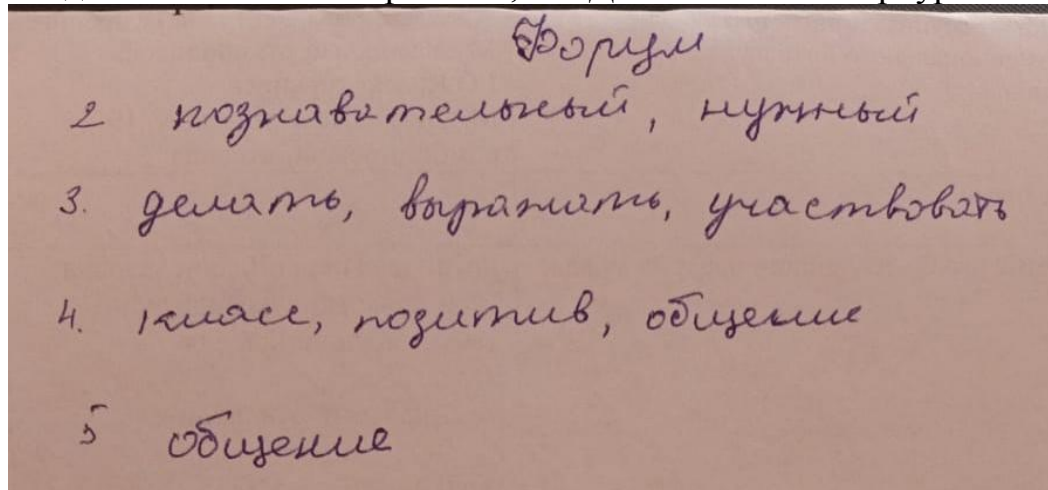 Форум
2 познавательный, нужный
3. делать, выражать, участвовать
4. класс, позитив, общение
5 общение